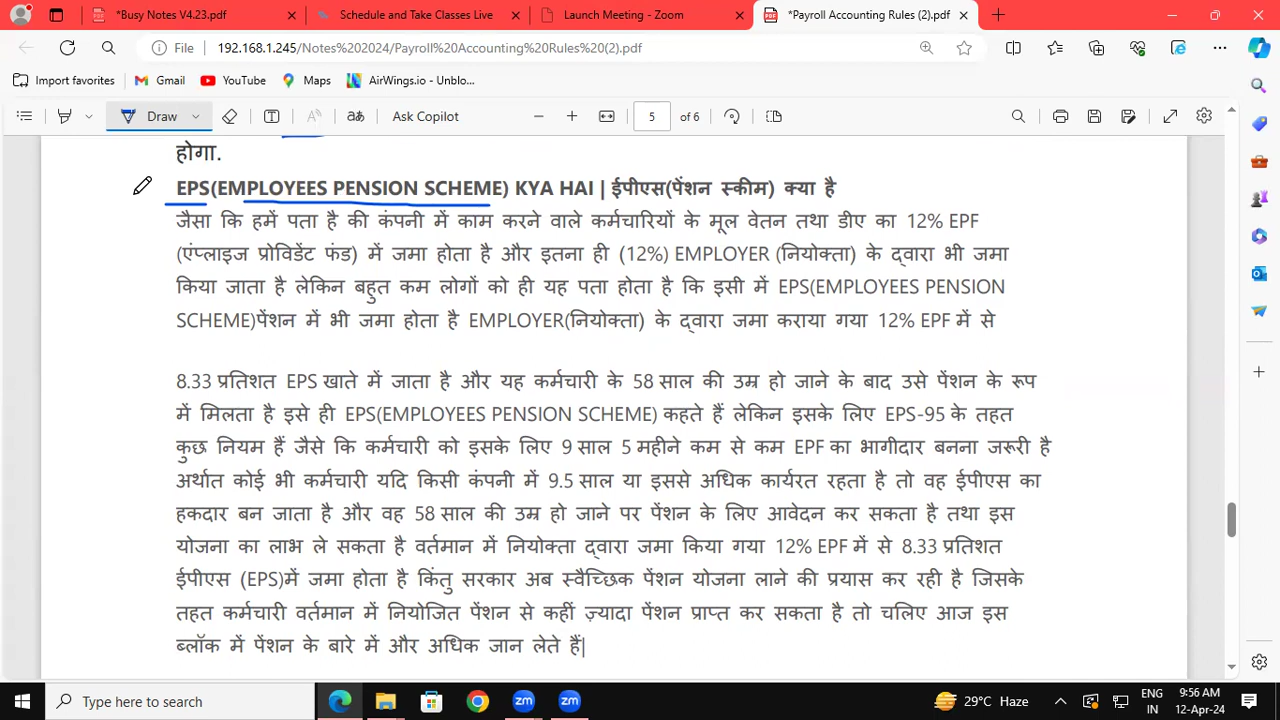 *Busy Notes V4.23.pdf
Schedule and Take Classes Live
Launch Meeting - Zoom
*Payroll Accounting Rules (2).pdf
File
192.168.1.245/Notes%202024/Payroll%20Accounting%20Rules%20(2).pdf
Import favorites
Gmail
YouTube
Maps
AirWings.io - Unblo...
Draw
Ask Copilot
5
of 6
होगा.
EPS(EMPLOYEES PENSION SCHEME) KYA HAI | ईपीएस(पेंशन स्कीम) क्या है
जैसा कि हमें पता है की कंपनी में काम करने वाले कर्मचारियों के मूल वेतन तथा डीए का 12% EPF
(एंप्लाइज प्रोविडेंट फंड) में जमा होता है और इतना ही (12%) EMPLOYER (नियोक्ता) के द्वारा भी जमा
किया जाता है लेकिन बहुत कम लोगों को ही यह पता होता है कि इसी में EPS(EMPLOYEES PENSION
SCHEME)पेंशन में भी जमा होता है EMPLOYER(नियोक्ता) के द्वारा जमा कराया गया 12% EPF में से
8.33 प्रतिशत EPS खाते में जाता है और यह कर्मचारी के 58 साल की उम्र हो जाने के बाद उसे पेंशन के रूप
में मिलता है इसे ही EPS(EMPLOYEES PENSION SCHEME) कहते हैं लेकिन इसके लिए EPS-95 के तहत
कुछ नियम हैं जैसे कि कर्मचारी को इसके लिए 9 साल 5 महीने कम से कम EPF का भागीदार बनना जरूरी है
अर्थात कोई भी कर्मचारी यदि किसी कंपनी में 9.5 साल या इससे अधिक कार्यरत रहता है तो वह ईपीएस का
हकदार बन जाता है और वह 58 साल की उम्र हो जाने पर पेंशन के लिए आवेदन कर सकता है तथा इस
योजना का लाभ ले सकता है वर्तमान में नियोक्ता द्वारा जमा किया गया 12% EPF में से 8.33 प्रतिशत
ईपीएस (EPS)में जमा होता है किंतु सरकार अब स्वैच्छिक पेंशन योजना लाने की प्रयास कर रही है जिसके
तहत कर्मचारी वर्तमान में नियोजित पेंशन से कहीं ज़्यादा पेंशन प्राप्त कर सकता है तो चलिए आज इस
ब्लॉक में पेंशन के बारे में और अधिक जान लेते हैं|
Type here to search
29°C Haze
ENG
IN
9:56 AM
12-Apr-24